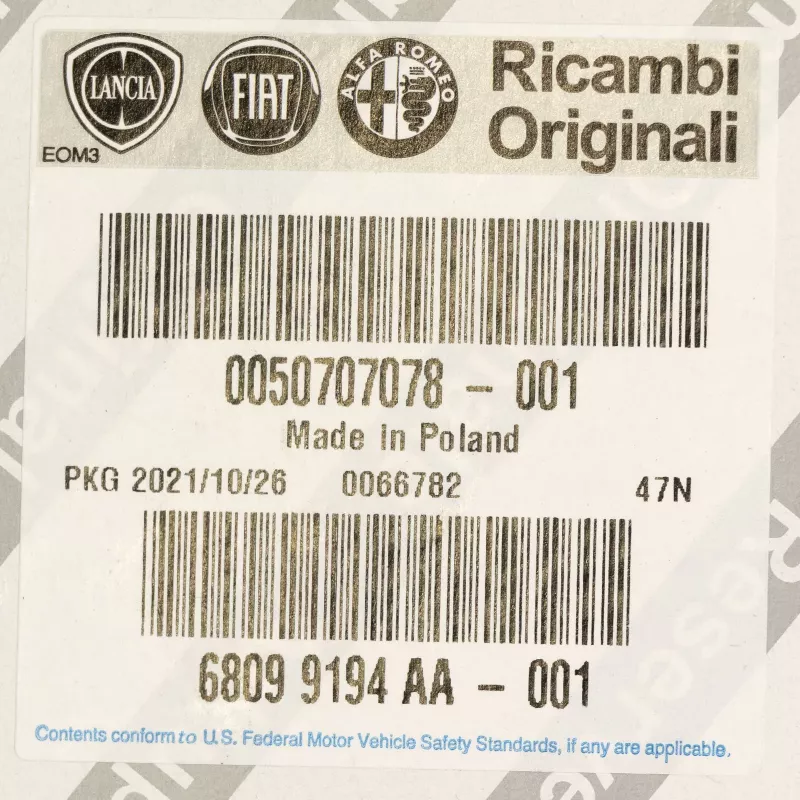 LANCIA FIAT ALFA ROMEO Ricambi
Originali
EOM3
0050707078 - 001
Made in Poland
PKG 2021/10/26 0066782 47N
6809 9194 AA - 001
Contents conform to U.S. Federal Motor Vehicle Safety Standards, if any are applicable.